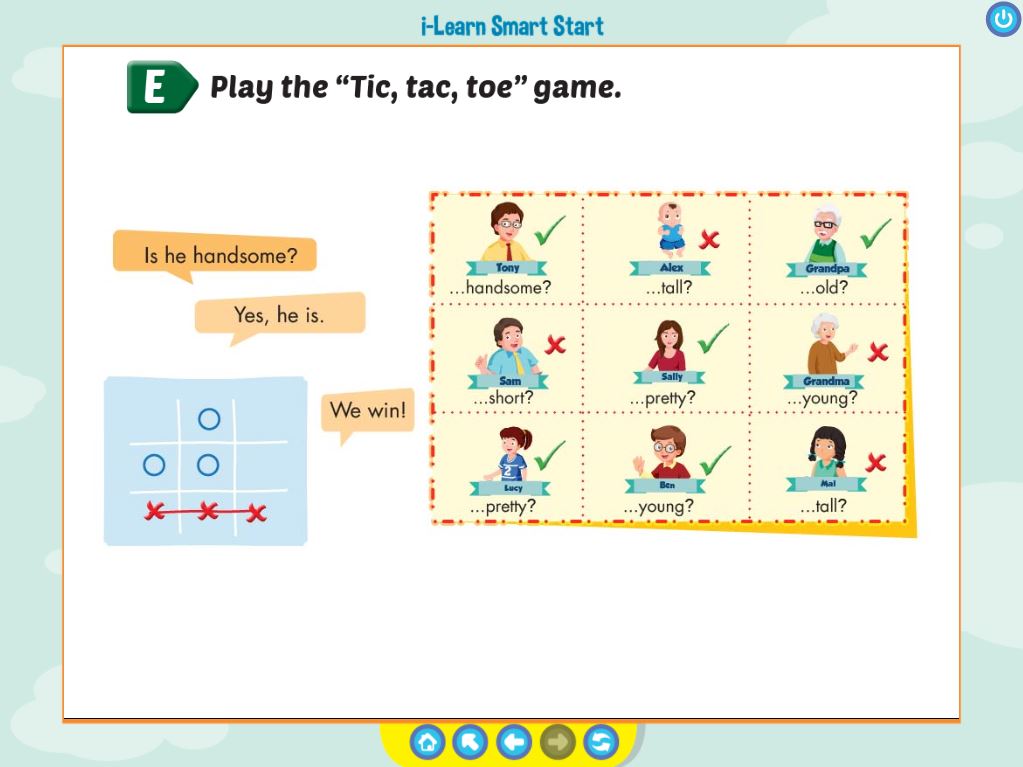 i-Learn Smart Start
E Play the “Tic, tac, toe” game.
Is he handsome?
Yes, he is.
We win!
Tony
...handsome?
Alex
...tall?
Grandpa
...old?
Sam
...short?
Sally
...pretty?
Grandma
...young?
2
Lucy
...pretty?
Ben
...young?
Mai
...tall?